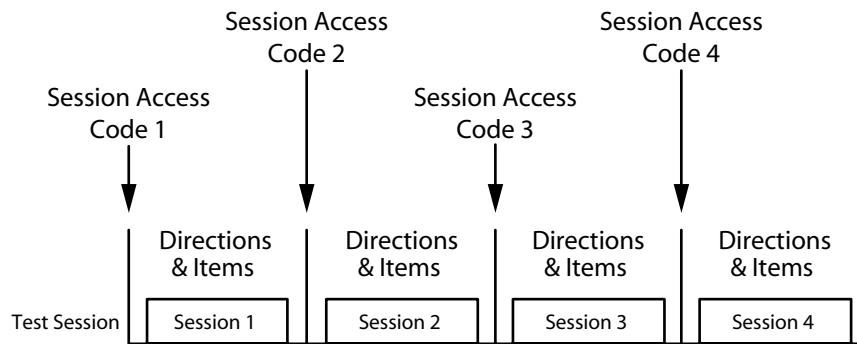 Session Access
Code 2
Session Access
Code 4
Session Access
Code 1
Session Access
Code 3
Directions
& Items
Directions
& Items
Directions
& Items
Directions
& Items
Test Session
Session 1
Session 2
Session 3
Session 4